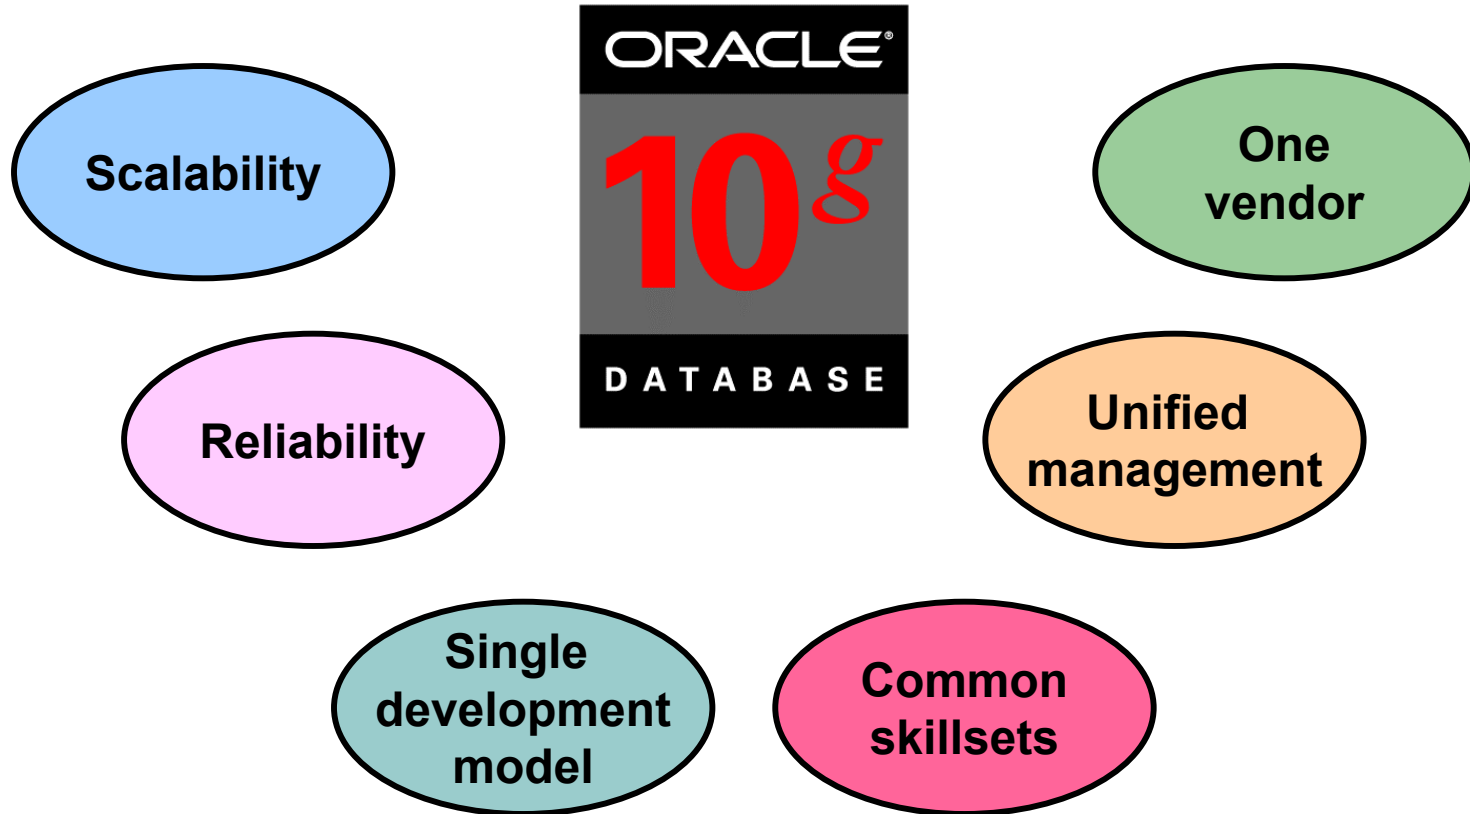 ORACLE®
10g
DATABASE
Scalability
One
vendor
Reliability
Unified
management
Single
development
model
Common
skillsets